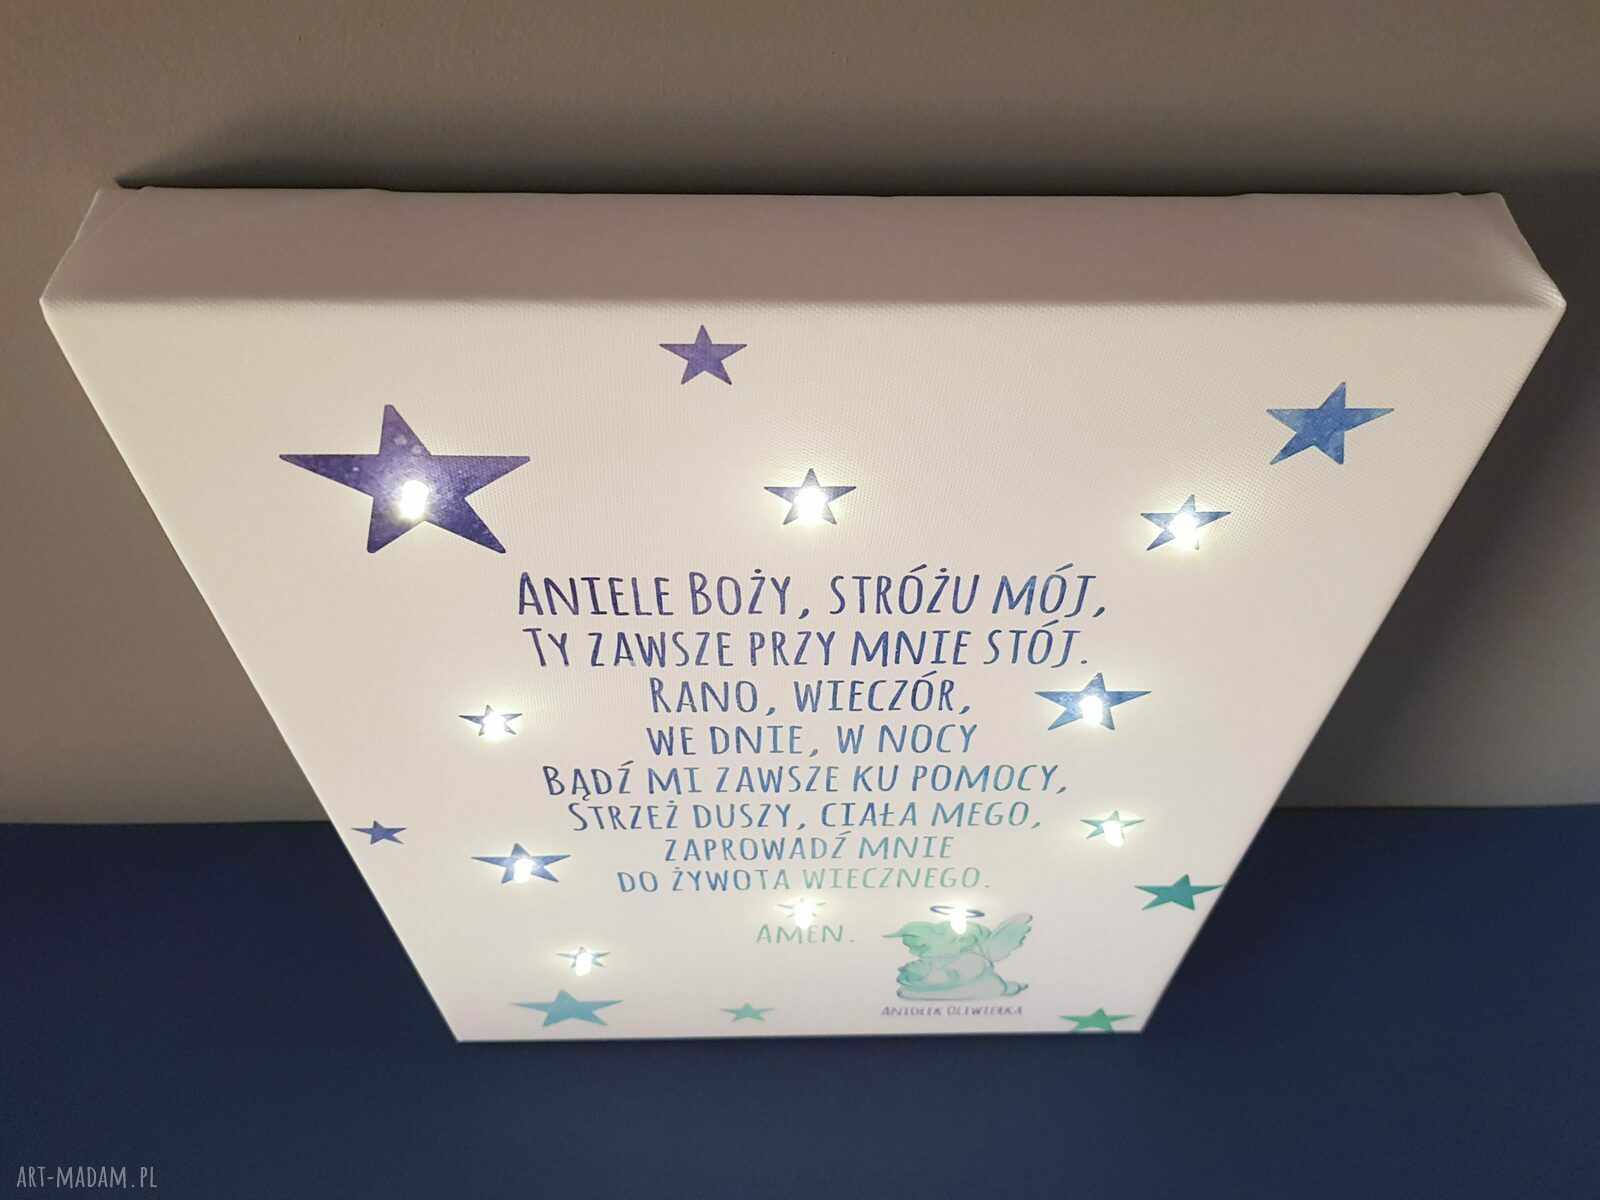 ANIELE BOŻY, STRÓŻU MÓJ,
TY ZAWSZE PRZY MNIE STÓJ.
RANO, WIECZÓR,
WE DNIE, W NOCY
BĄDŹ MI ZAWSZE KU POMOCY,
STRZEŻ DUSZY, CIAŁA MEGO,
ZAPROWADŹ MNIE
DO ŻYWOTA WIECZNEGO.
AMEN.
ANIOŁEK OLIWIERKA
ART-MADAM.PL